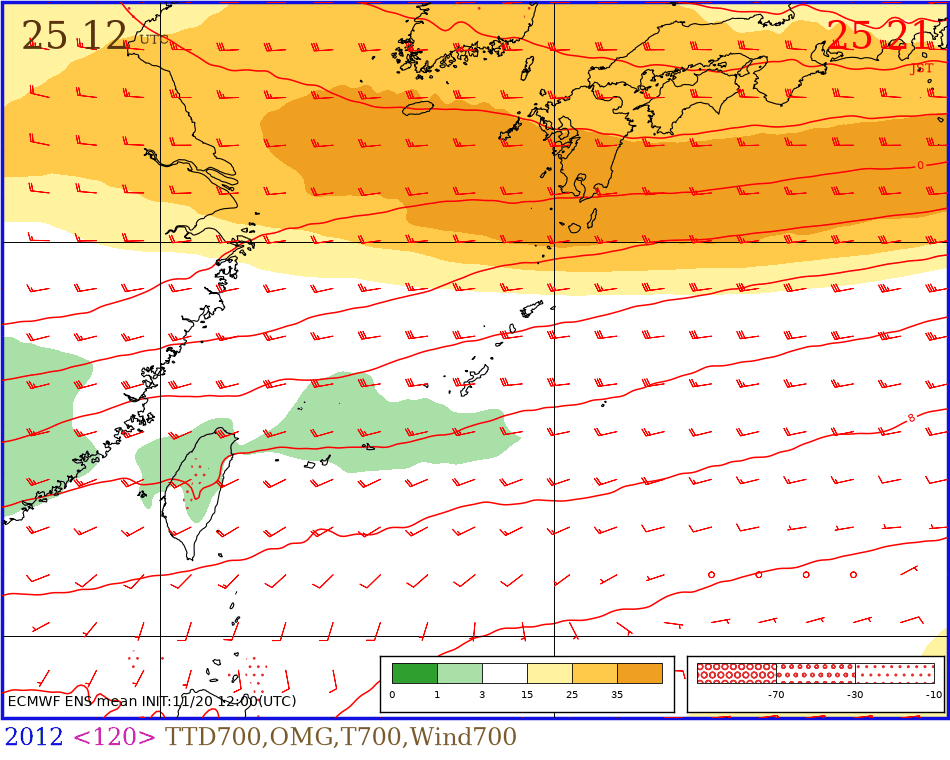 25 12 UTC 25 21 JST
0
8
0 1 3 15 25 35 -70 -30 -10
ECMWF ENS mean INIT:11/20 12:00(UTC)
2012 <120> TTD700,OMG,T700,Wind700